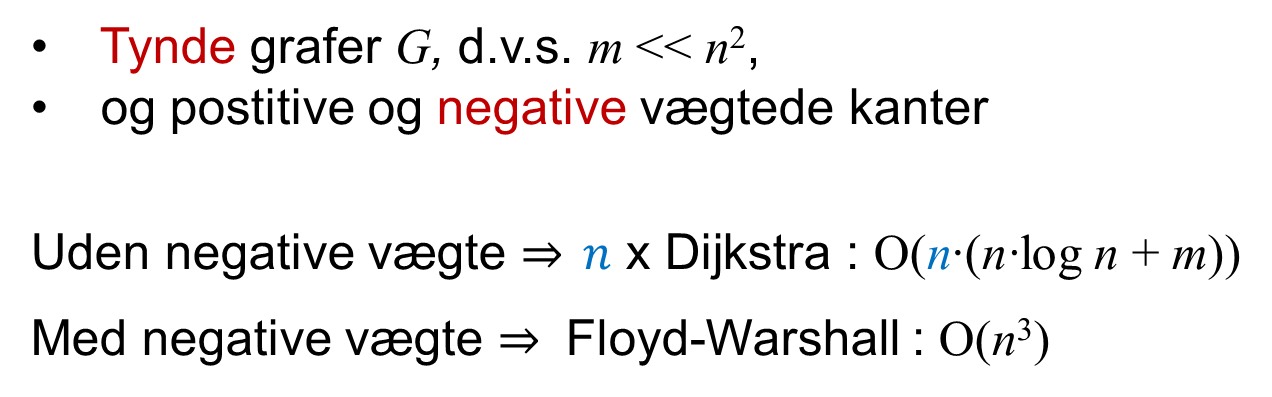 • Tynde grafer G, d.v.s. m << n²,
• og postitive og negative vægtede kanter
Uden negative vægte ⇒ n x Dijkstra : O(n·(n·log n + m))
Med negative vægte ⇒ Floyd-Warshall : O(n³)